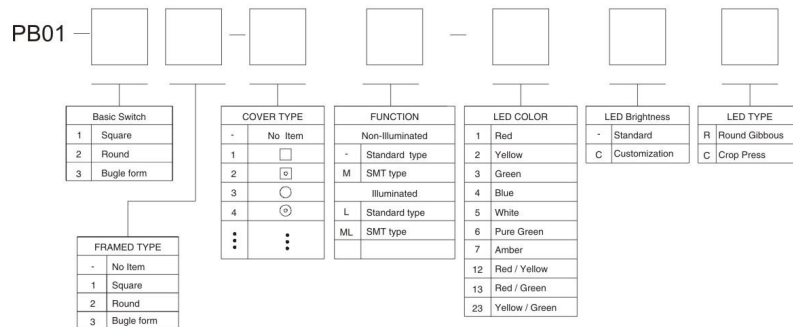 PB01 — —
Basic Switch
1 Square
2 Round
3 Bugle form
FRAMED TYPE
- No Item
1 Square
2 Round
3 Bugle form
COVER TYPE
- No Item
1
2
3
4
FUNCTION
Non-Illuminated
- Standard type
M SMT type
Illuminated
L Standard type
ML SMT type
LED COLOR
1 Red
2 Yellow
3 Green
4 Blue
5 White
6 Pure Green
7 Amber
12 Red / Yellow
13 Red / Green
23 Yellow / Green
LED Brightness
- Standard
C Customization
LED TYPE
R Round Gibbous
C Crop Press